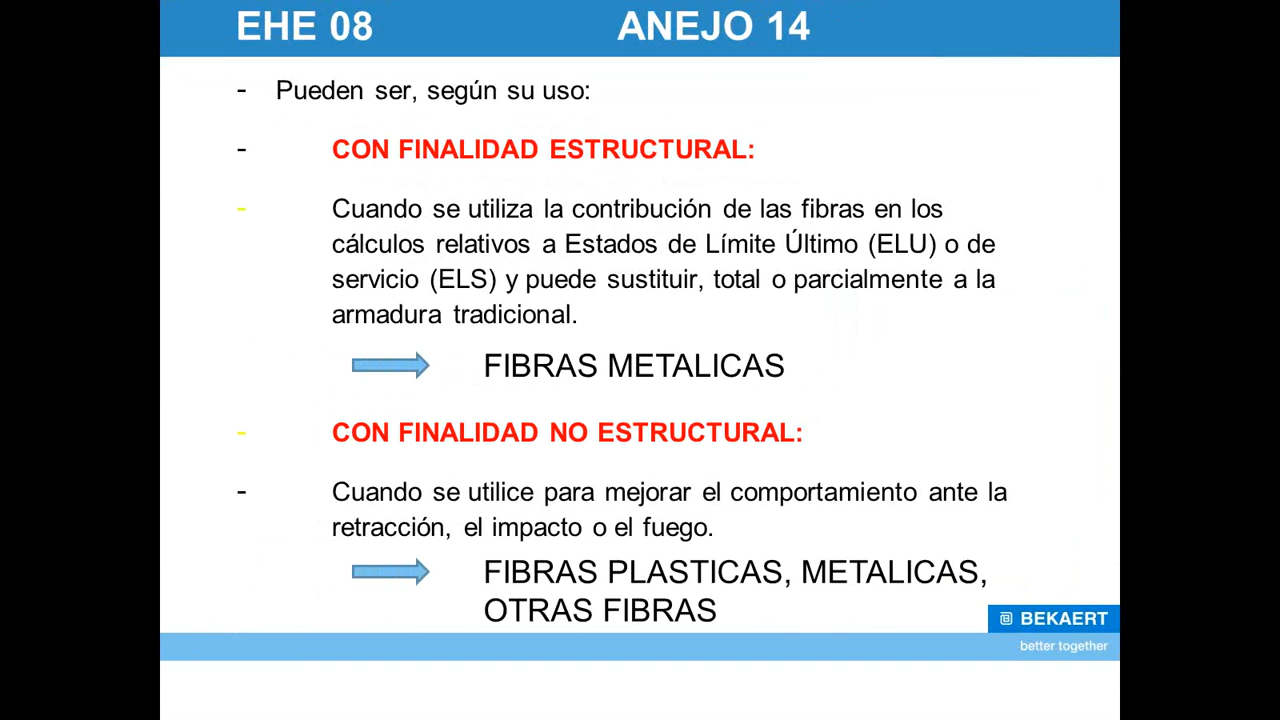 EHE 08 ANEJO 14
- Pueden ser, según su uso:
- CON FINALIDAD ESTRUCTURAL:
- Cuando se utiliza la contribución de las fibras en los
cálculos relativos a Estados de Límite Último (ELU) o de
servicio (ELS) y puede sustituir, total o parcialmente a la
armadura tradicional.
FIBRAS METALICAS
- CON FINALIDAD NO ESTRUCTURAL:
- Cuando se utilice para mejorar el comportamiento ante la
retracción, el impacto o el fuego.
FIBRAS PLASTICAS, METALICAS,
OTRAS FIBRAS
BEKAERT
better together